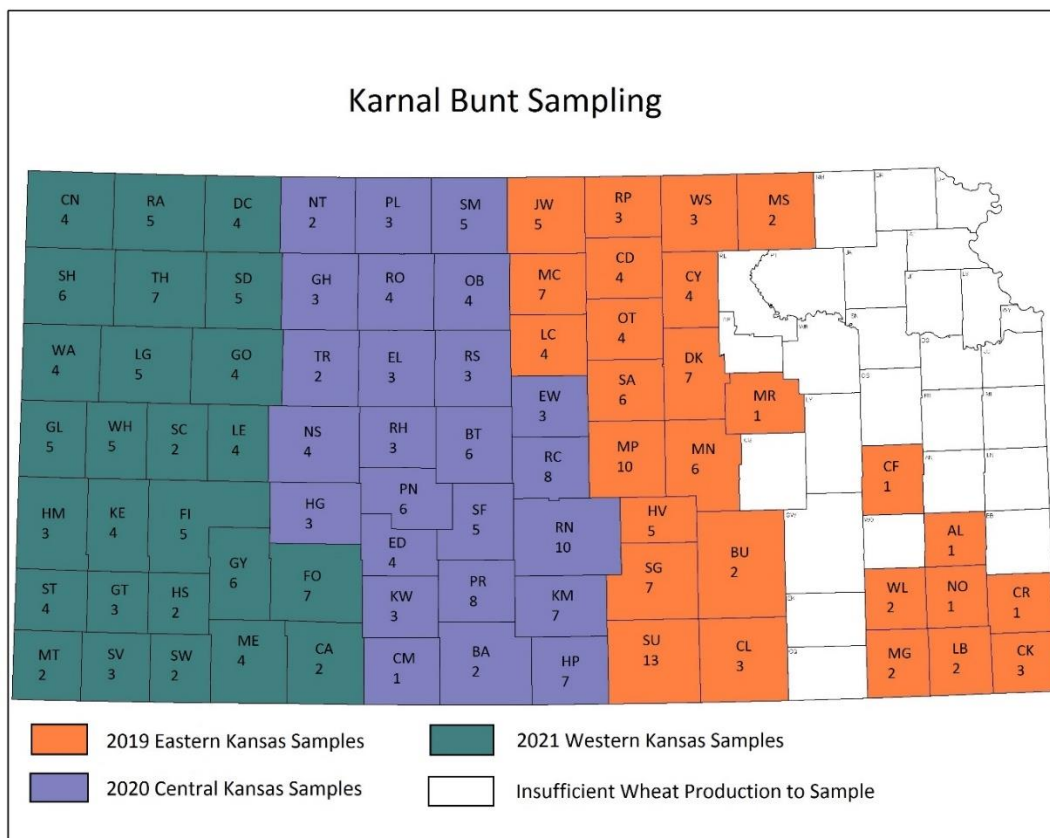 Karnal Bunt Sampling
CN
4
RA
5
DC
4
NT
2
PL
3
SM
5
JW
5
RP
3
WS
3
MS
2
SH
6
TH
7
SD
5
GH
3
RO
4
OB
4
MC
7
CD
4
CY
4
WA
4
LG
5
GO
4
TR
2
EL
3
RS
3
LC
4
OT
4
DK
7
EW
3
SA
6
MR
1
GL
5
WH
5
SC
2
LE
4
NS
4
RH
3
BT
6
RC
8
MP
10
MN
6
CF
1
HM
3
KE
4
FI
5
HG
3
PN
6
SF
5
RN
10
HV
5
GY
6
FO
7
ED
4
SG
7
BU
2
AL
1
ST
4
GT
3
HS
2
KW
3
PR
8
KM
7
WL
2
NO
1
CR
1
MT
2
SV
3
SW
2
ME
4
CA
2
CM
1
BA
2
HP
7
SU
13
CL
3
MG
2
LB
2
CK
3
2019 Eastern Kansas Samples
2021 Western Kansas Samples
2020 Central Kansas Samples
Insufficient Wheat Production to Sample